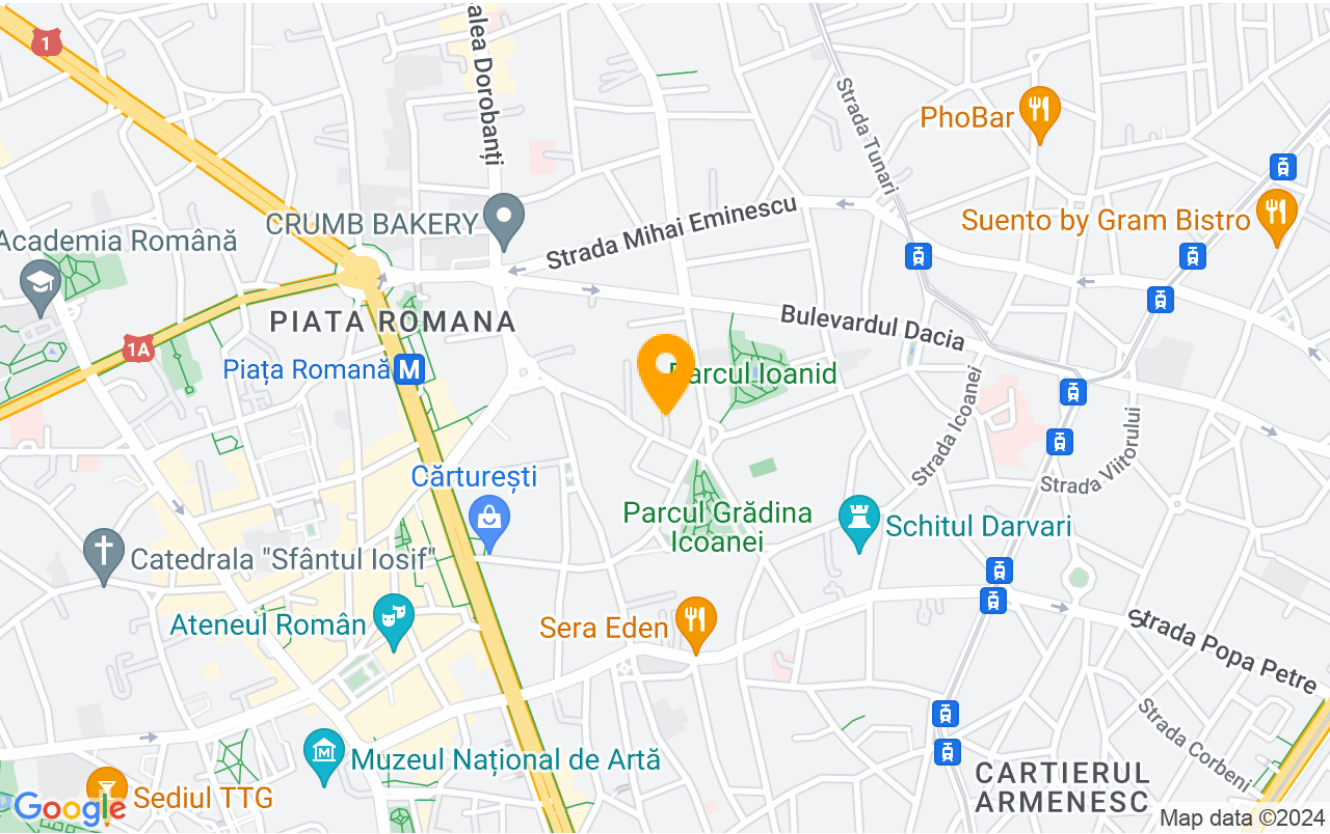 1
alea Dorobanți
Strada Tunari
PhoBar
CRUMB BAKERY
Strada Mihai Eminescu
Suento by Gram Bistro
Academia Română
PIATA ROMANA
Bulevardul Dacia
1A
Piața Romană M
Parcul Ioanid
Strada Icoanei
Strada Viitorului
Cărturești
Parcul Grădina
Icoanei
Schitul Darvari
Catedrala "Sfântul Iosif"
Ateneul Român
Sera Eden
Strada Popa Petre
Strada Corbeni
M
Muzeul Național de Artă
CARTIERUL
ARMENESC
Sediul TTG
Google
Map data ©2024